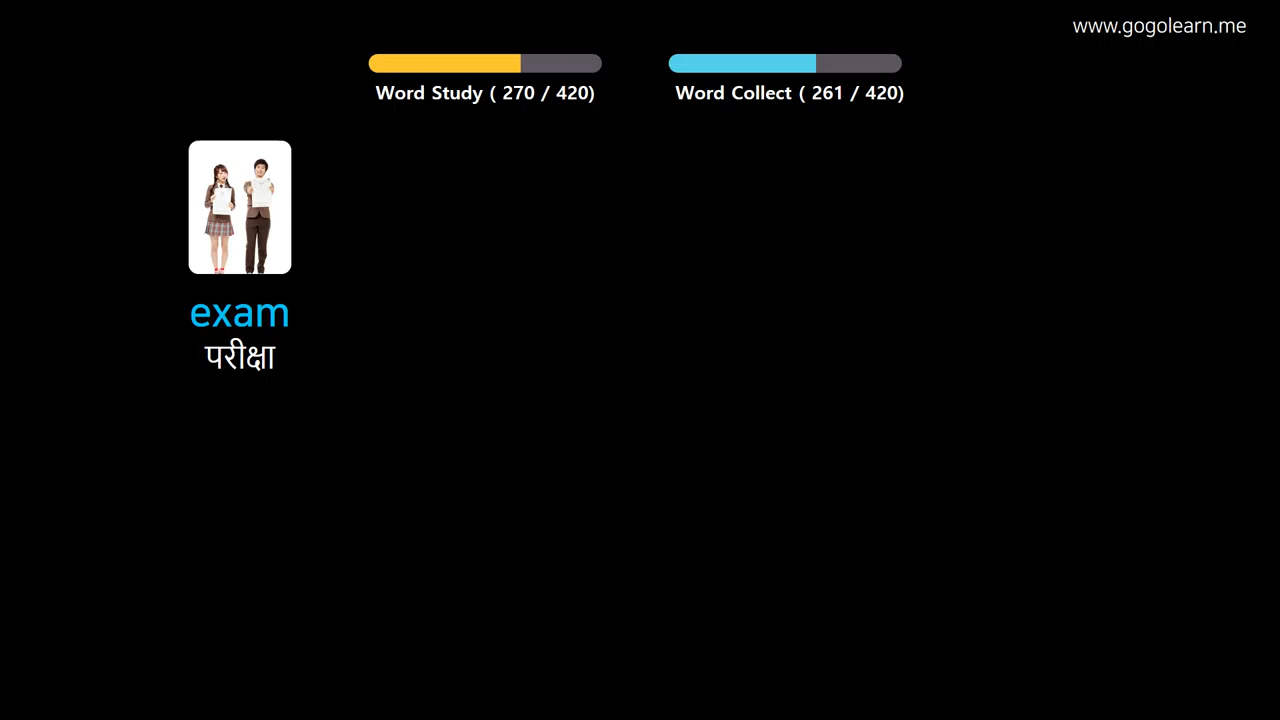 www.gogolearn.me
Word Study ( 270 / 420)
Word Collect ( 261 / 420)
exam
परीक्षा